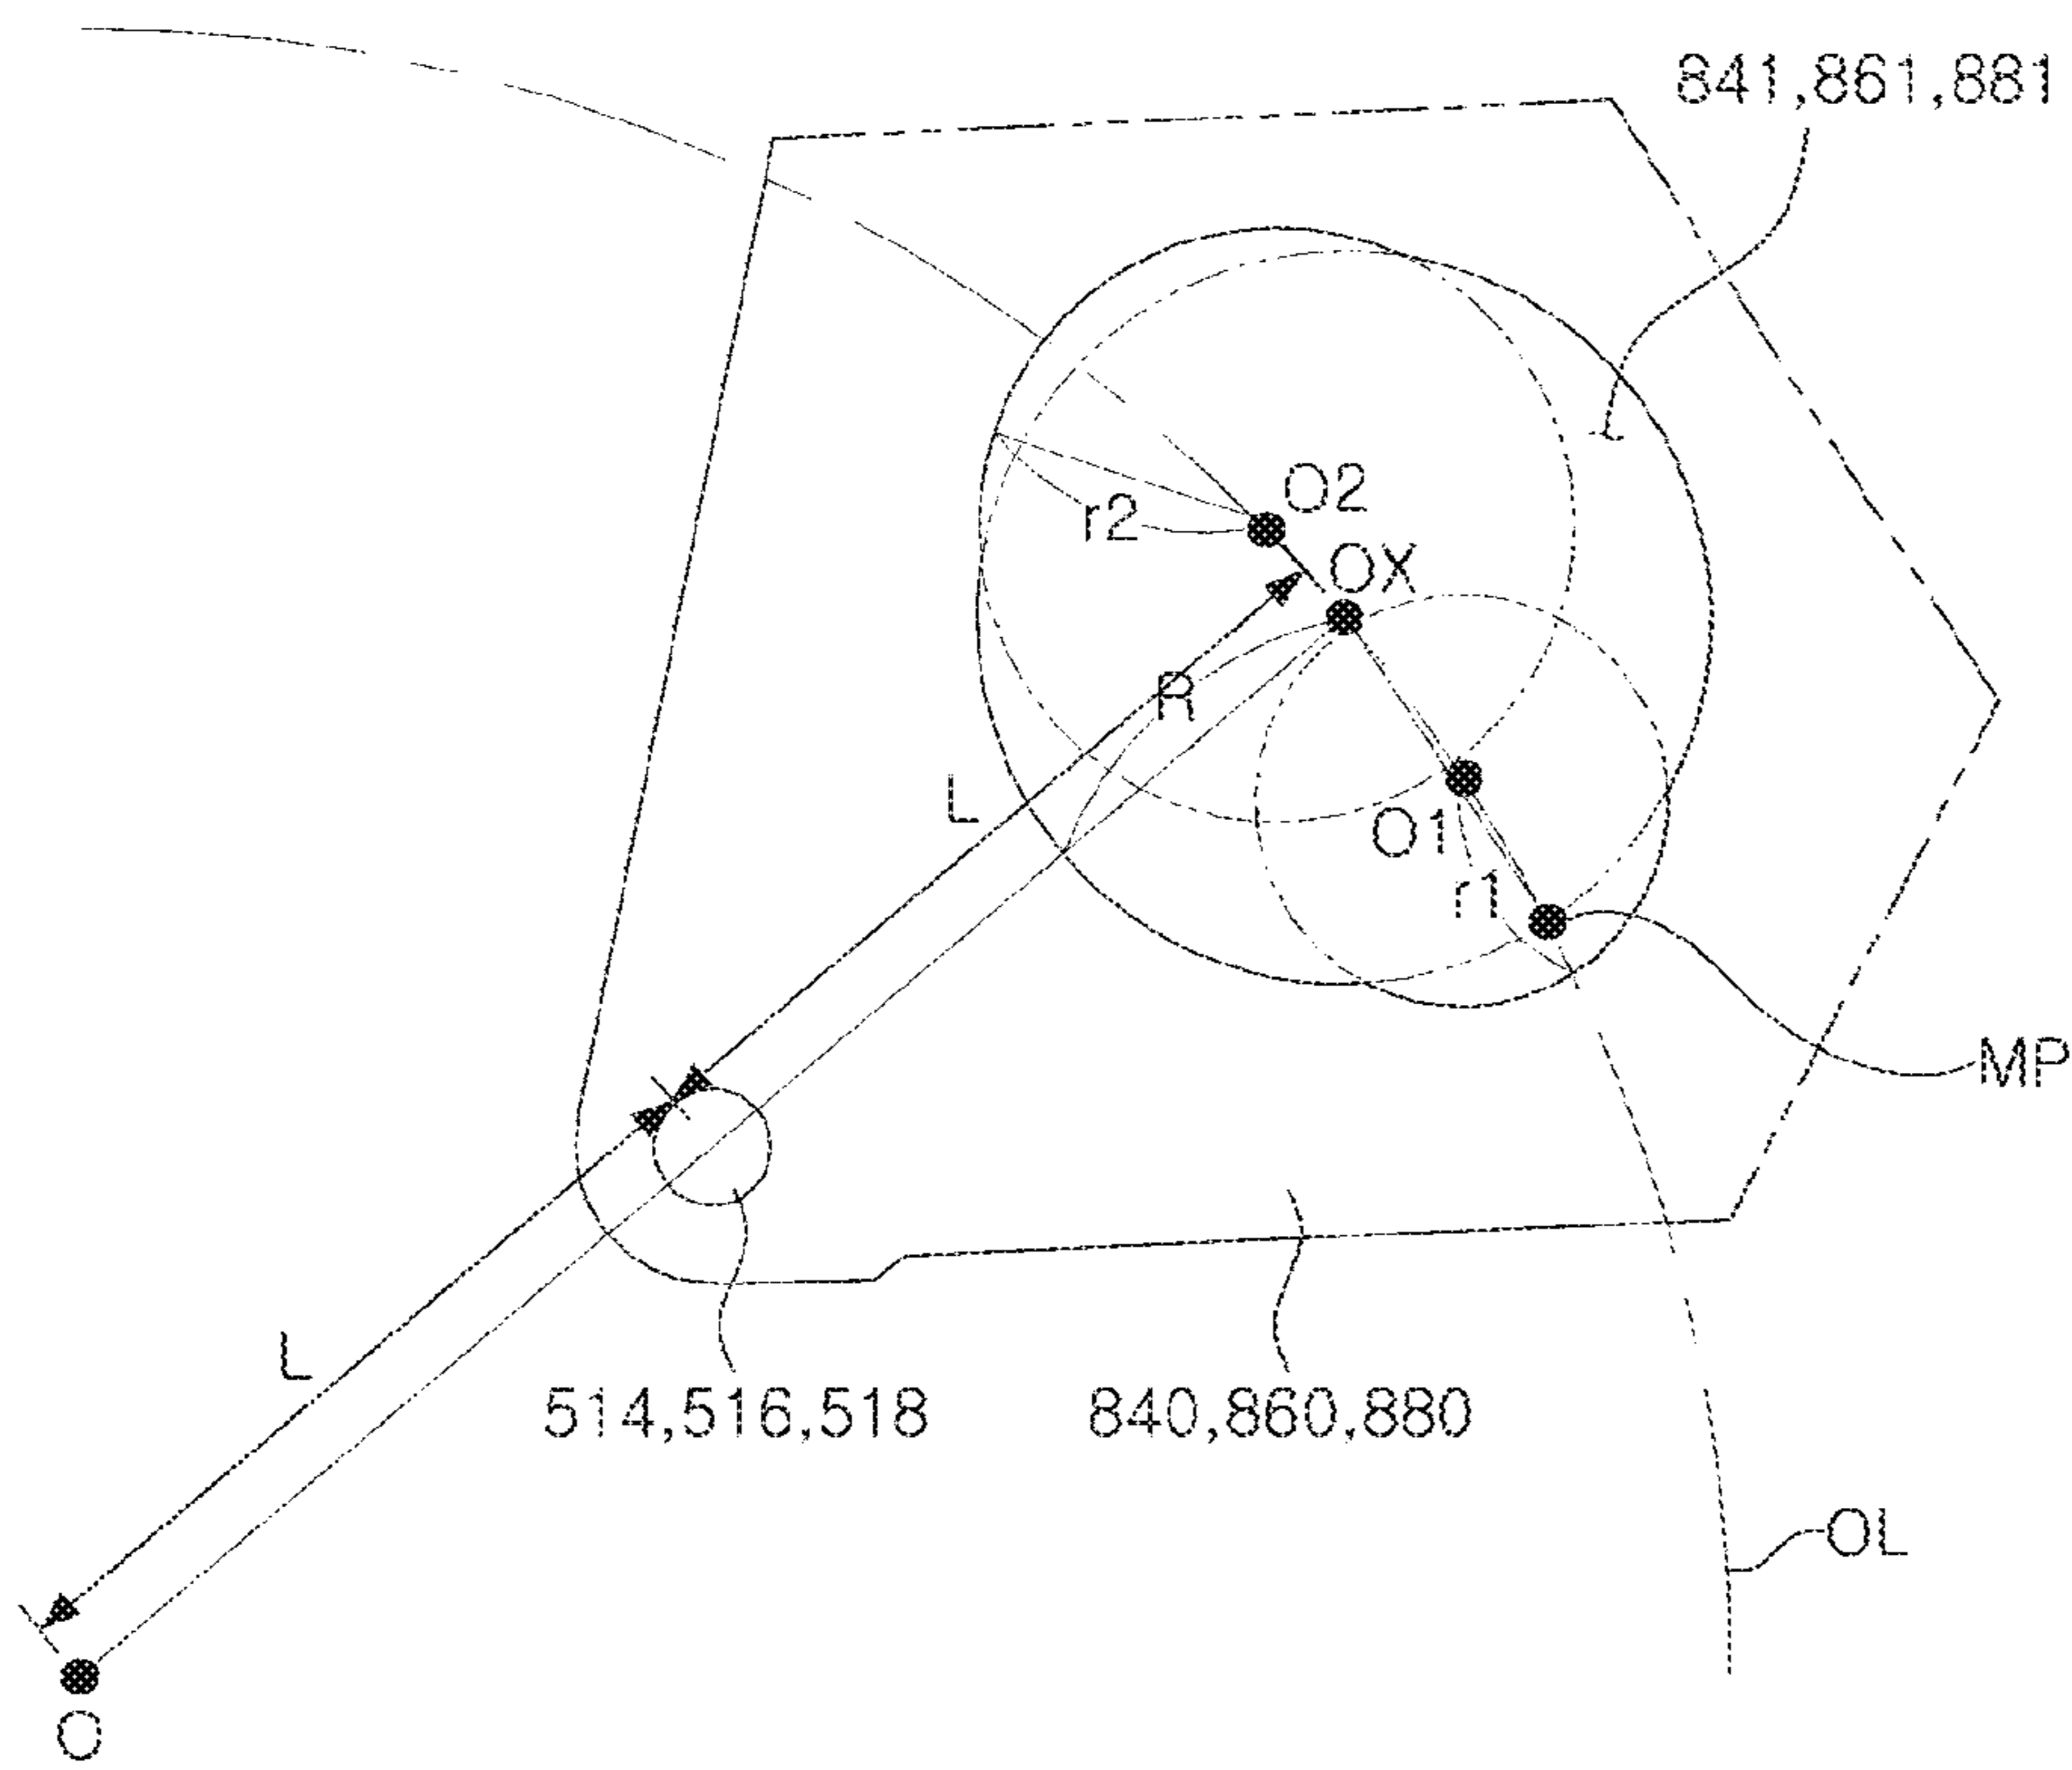 841,861,881
O2
r2
OX
R
L
O1
r1
MP
L
514,516,518
840,860,880
OL
O